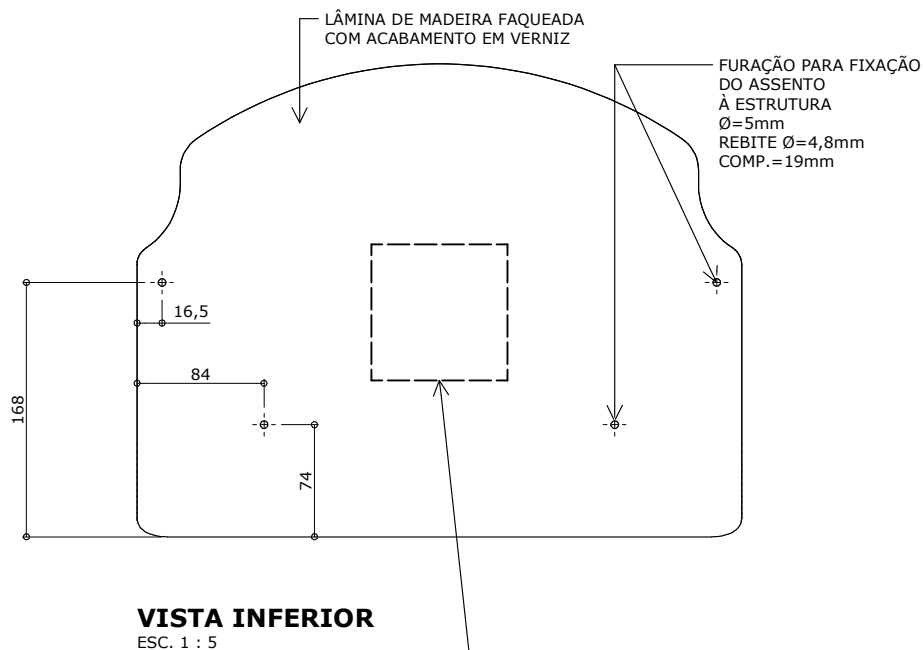 LÂMINA DE MADEIRA FAQUEADA
COM ACABAMENTO EM VERNIZ
FURAÇÃO PARA FIXAÇÃO
DO ASSENTO
À ESTRUTURA
Ø=5mm
REBITE Ø=4,8mm
COMP.=19mm
16,5
84
168
74
VISTA INFERIOR
ESC. 1 : 5